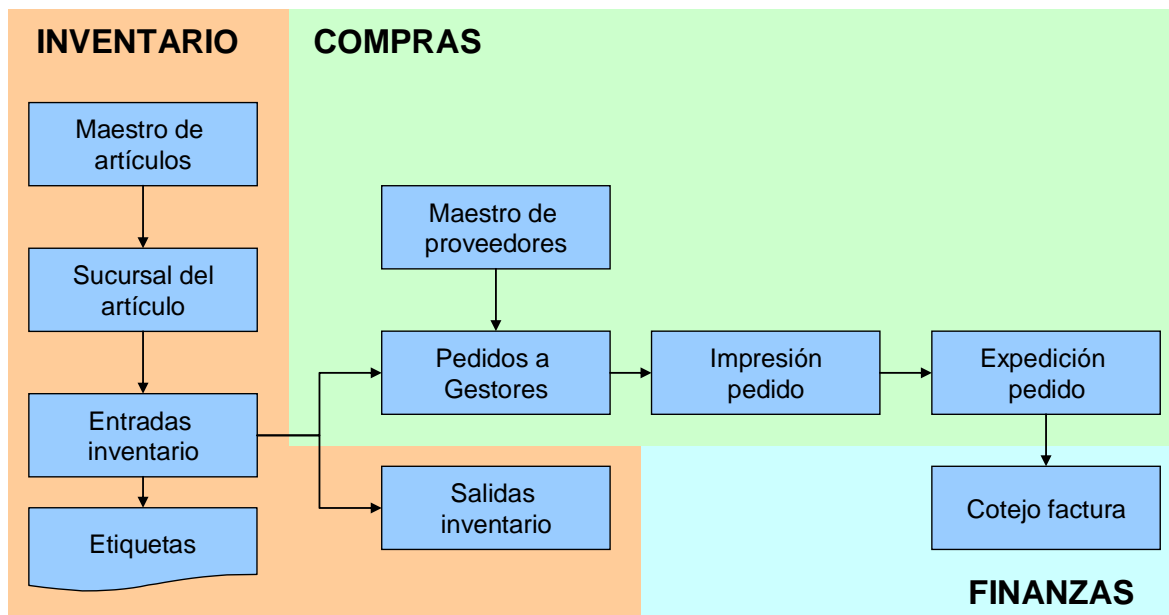 INVENTARIO
COMPRAS
Maestro de
artículos
Maestro de
proveedores
Sucursal del
artículo
Pedidos a
Gestores
Impresión
pedido
Expedición
pedido
Entradas
inventario
Salidas
inventario
Cotejo factura
Etiquetas
FINANZAS